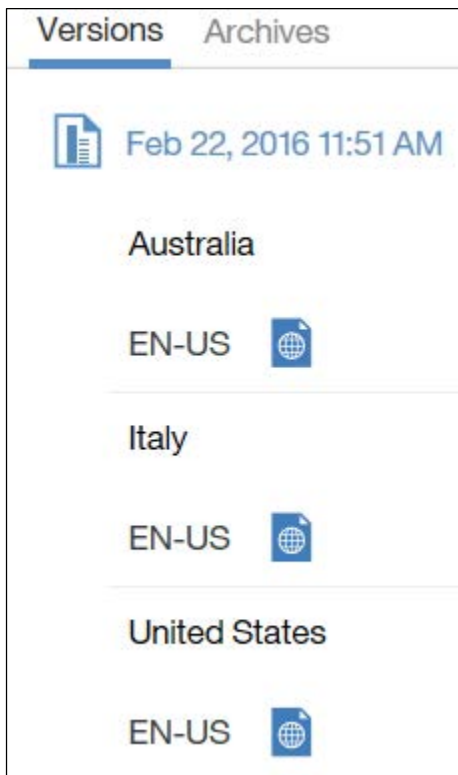 Versions Archives
Feb 22, 2016 11:51 AM
Australia
EN-US
Italy
EN-US
United States
EN-US